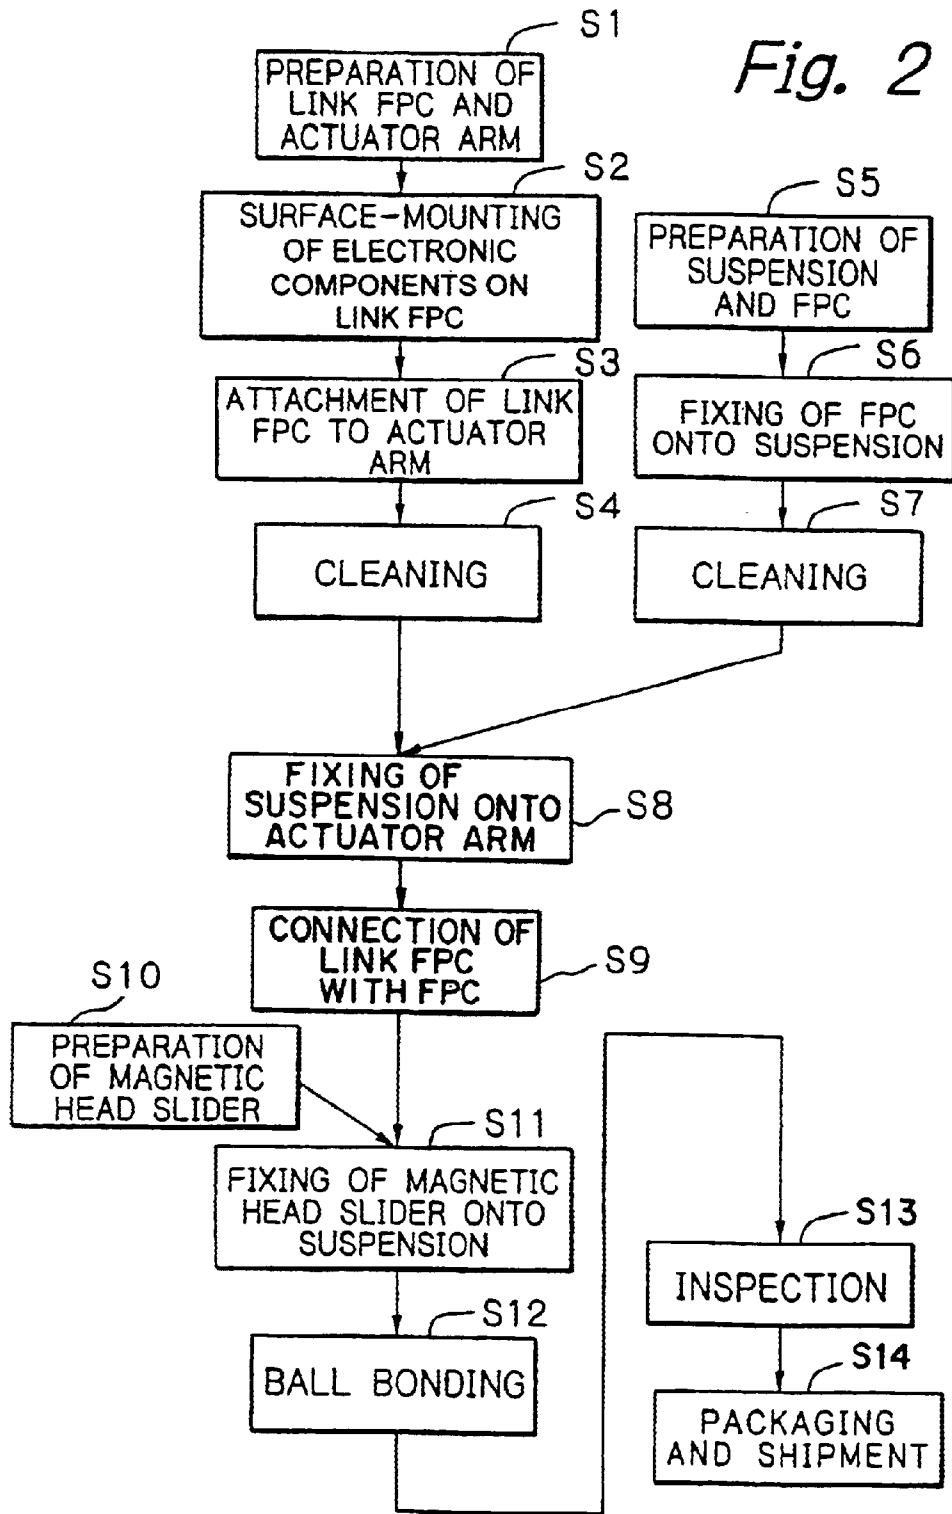 Fig. 2
S1
PREPARATION OF
LINK FPC AND
ACTUATOR ARM
S2
SURFACE-MOUNTING
OF ELECTRONIC
COMPONENTS ON
LINK FPC
S3
ATTACHMENT OF LINK
FPC TO ACTUATOR
ARM
S4
CLEANING
S5
PREPARATION OF
SUSPENSION
AND FPC
S6
FIXING OF FPC
ONTO SUSPENSION
S7
CLEANING
FIXING OF
SUSPENSION ONTO
ACTUATOR ARM
S8
CONNECTION OF
LINK FPC
WITH FPC
S9
S10
PREPARATION
OF MAGNETIC
HEAD SLIDER
S11
FIXING OF MAGNETIC
HEAD SLIDER ONTO
SUSPENSION
S12
BALL BONDING
S13
INSPECTION
S14
PACKAGING
AND SHIPMENT